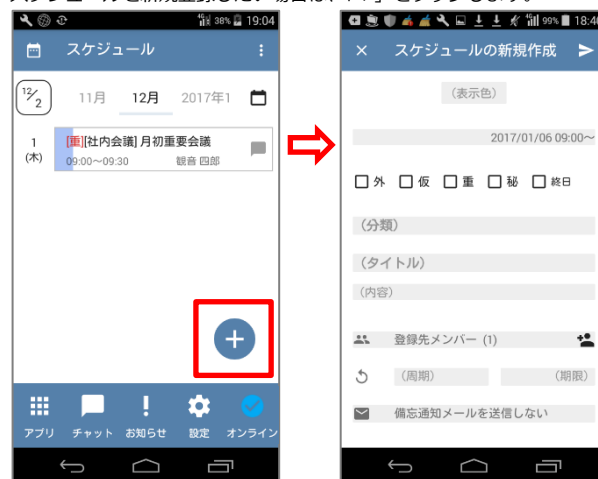 38% 19:04
スケジュール
12/2
11月 12月 2017年1
1
(木)
[重][社内会議] 月初重要会議
09:00～09:30 観音 四郎
アプリ チャット お知らせ 設定 オンライン
99% 18:40
スケジュールの新規作成
（表示色）
2017/01/06 09:00～
外 仮 重 秘 終日
（分類）
（タイトル）
（内容）
登録先メンバー (1)
（周期） （期限）
備忘通知メールを送信しない